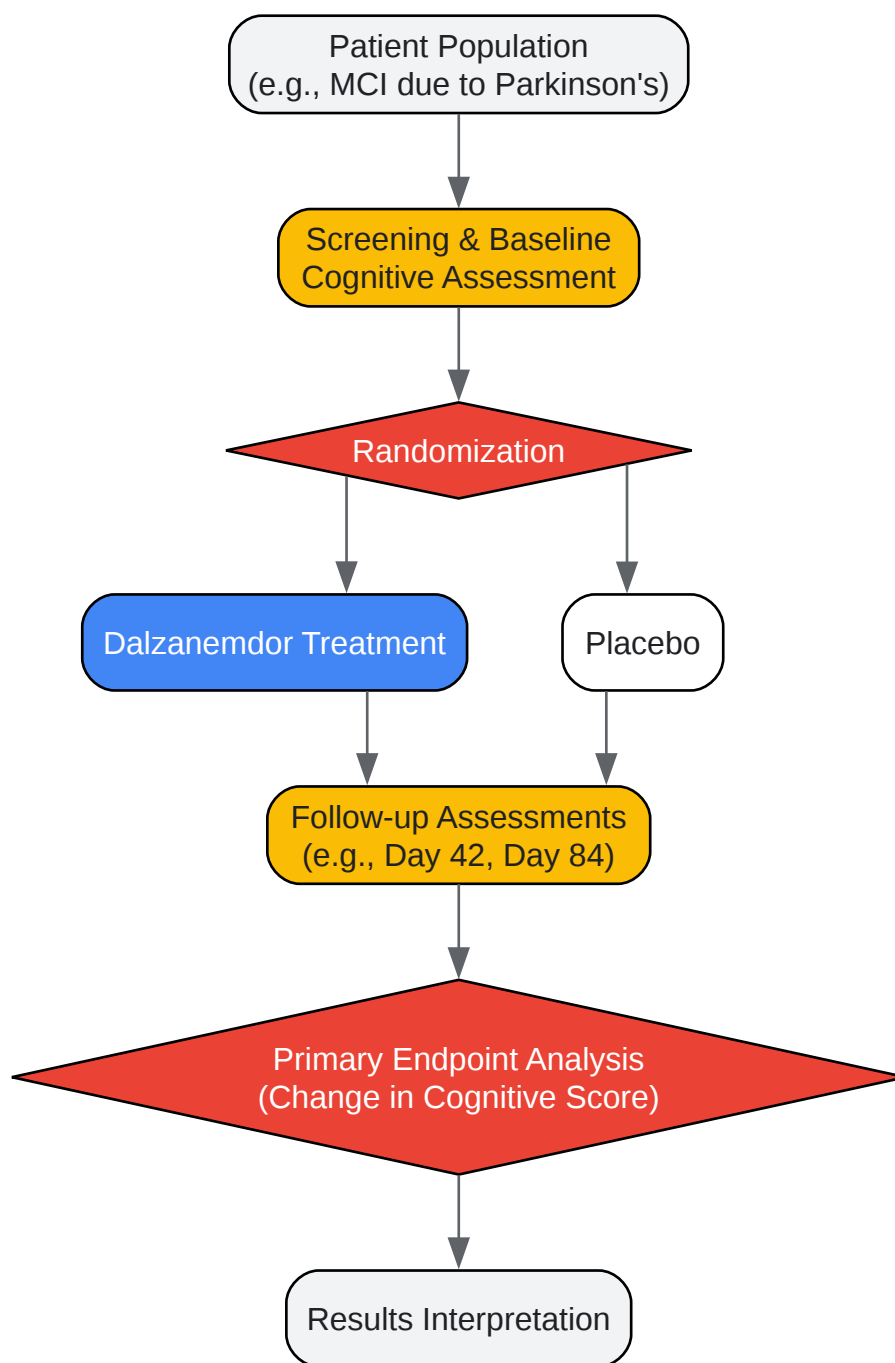 Patient Population
(e.g., MCI due to Parkinson's)
Screening & Baseline
Cognitive Assessment
Randomization
Dalzanemdor Treatment
Placebo
Follow-up Assessments
(e.g., Day 42, Day 84)
Primary Endpoint Analysis
(Change in Cognitive Score)
Results Interpretation